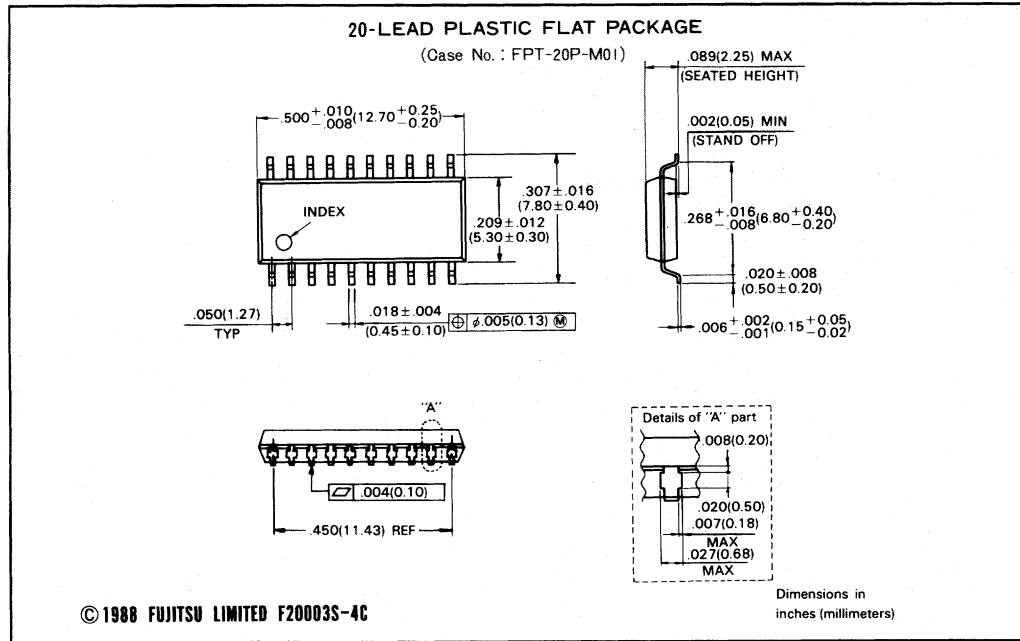 20-LEAD PLASTIC FLAT PACKAGE
(Case No. : FPT-20P-M01)
.089(2.25) MAX
(SEATED HEIGHT)
.500 +.010 -.008 (12.70 +0.25 -0.20)
.002(0.05) MIN
(STAND OFF)
INDEX
.307±.016
(7.80±0.40)
.209±.012
(5.30±0.30)
.268 +.016 -.008 (6.80 +0.40 -0.20)
.020±.008
(0.50±0.20)
.050(1.27)
TYP
.018±.004
(0.45±0.10)
⌖ ø.005(0.13) Ⓜ
.006 +.002 -.001 (0.15 +0.05 -0.02)
"A"
▱ .004(0.10)
.450(11.43) REF
Details of "A" part
.008(0.20)
.020(0.50)
.007(0.18)
MAX
.027(0.68)
MAX
Dimensions in
inches (millimeters)
©1988 FUJITSU LIMITED F20003S-4C